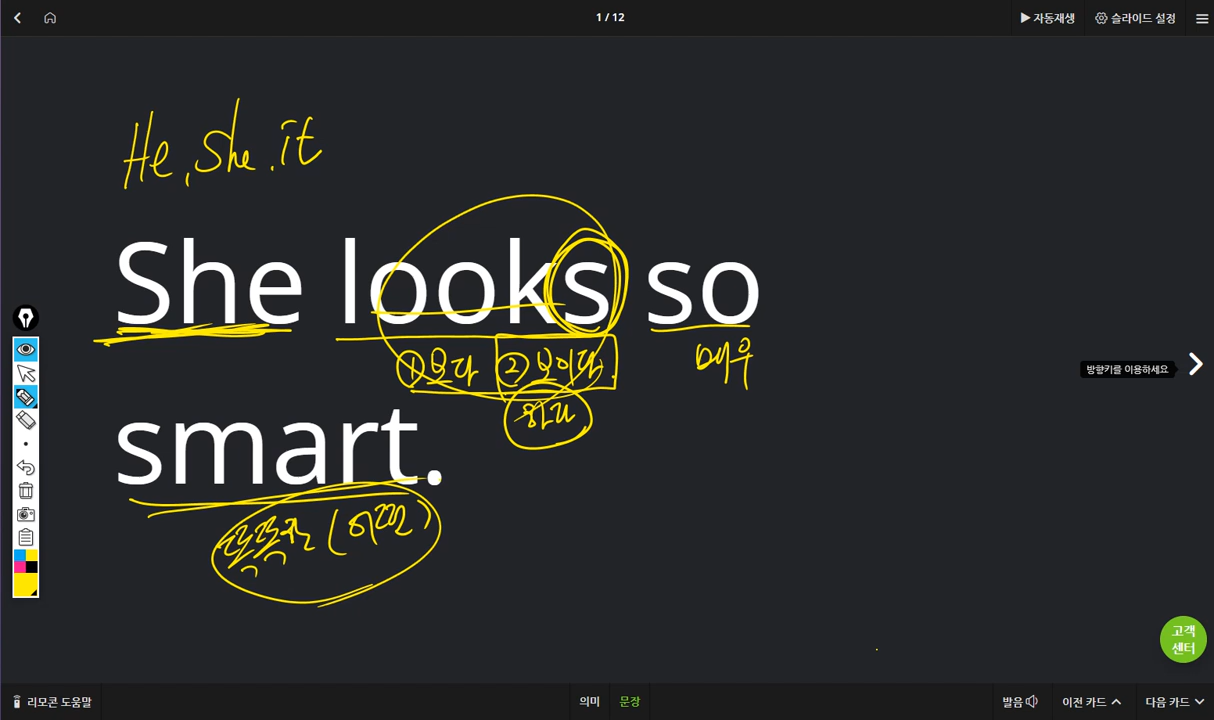 1 / 12
자동재생
슬라이드 설정
He, She. it
She looks so
①보다 ②보이다.
매우
smart.
똑똑한 (이쁜)
방향키를 이용하세요
고객
센터
리모콘 도움말
의미
문장
발음
이전 카드
다음 카드